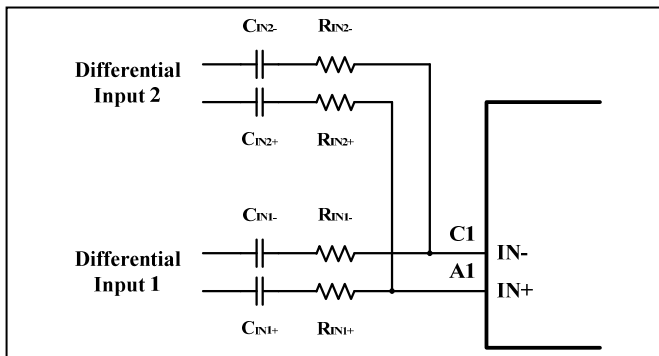 CIN2- RIN2-
Differential
Input 2
CIN2+ RIN2+
CIN1- RIN1-
C1
Differential
Input 1
IN-
A1
IN+
CIN1+ RIN1+